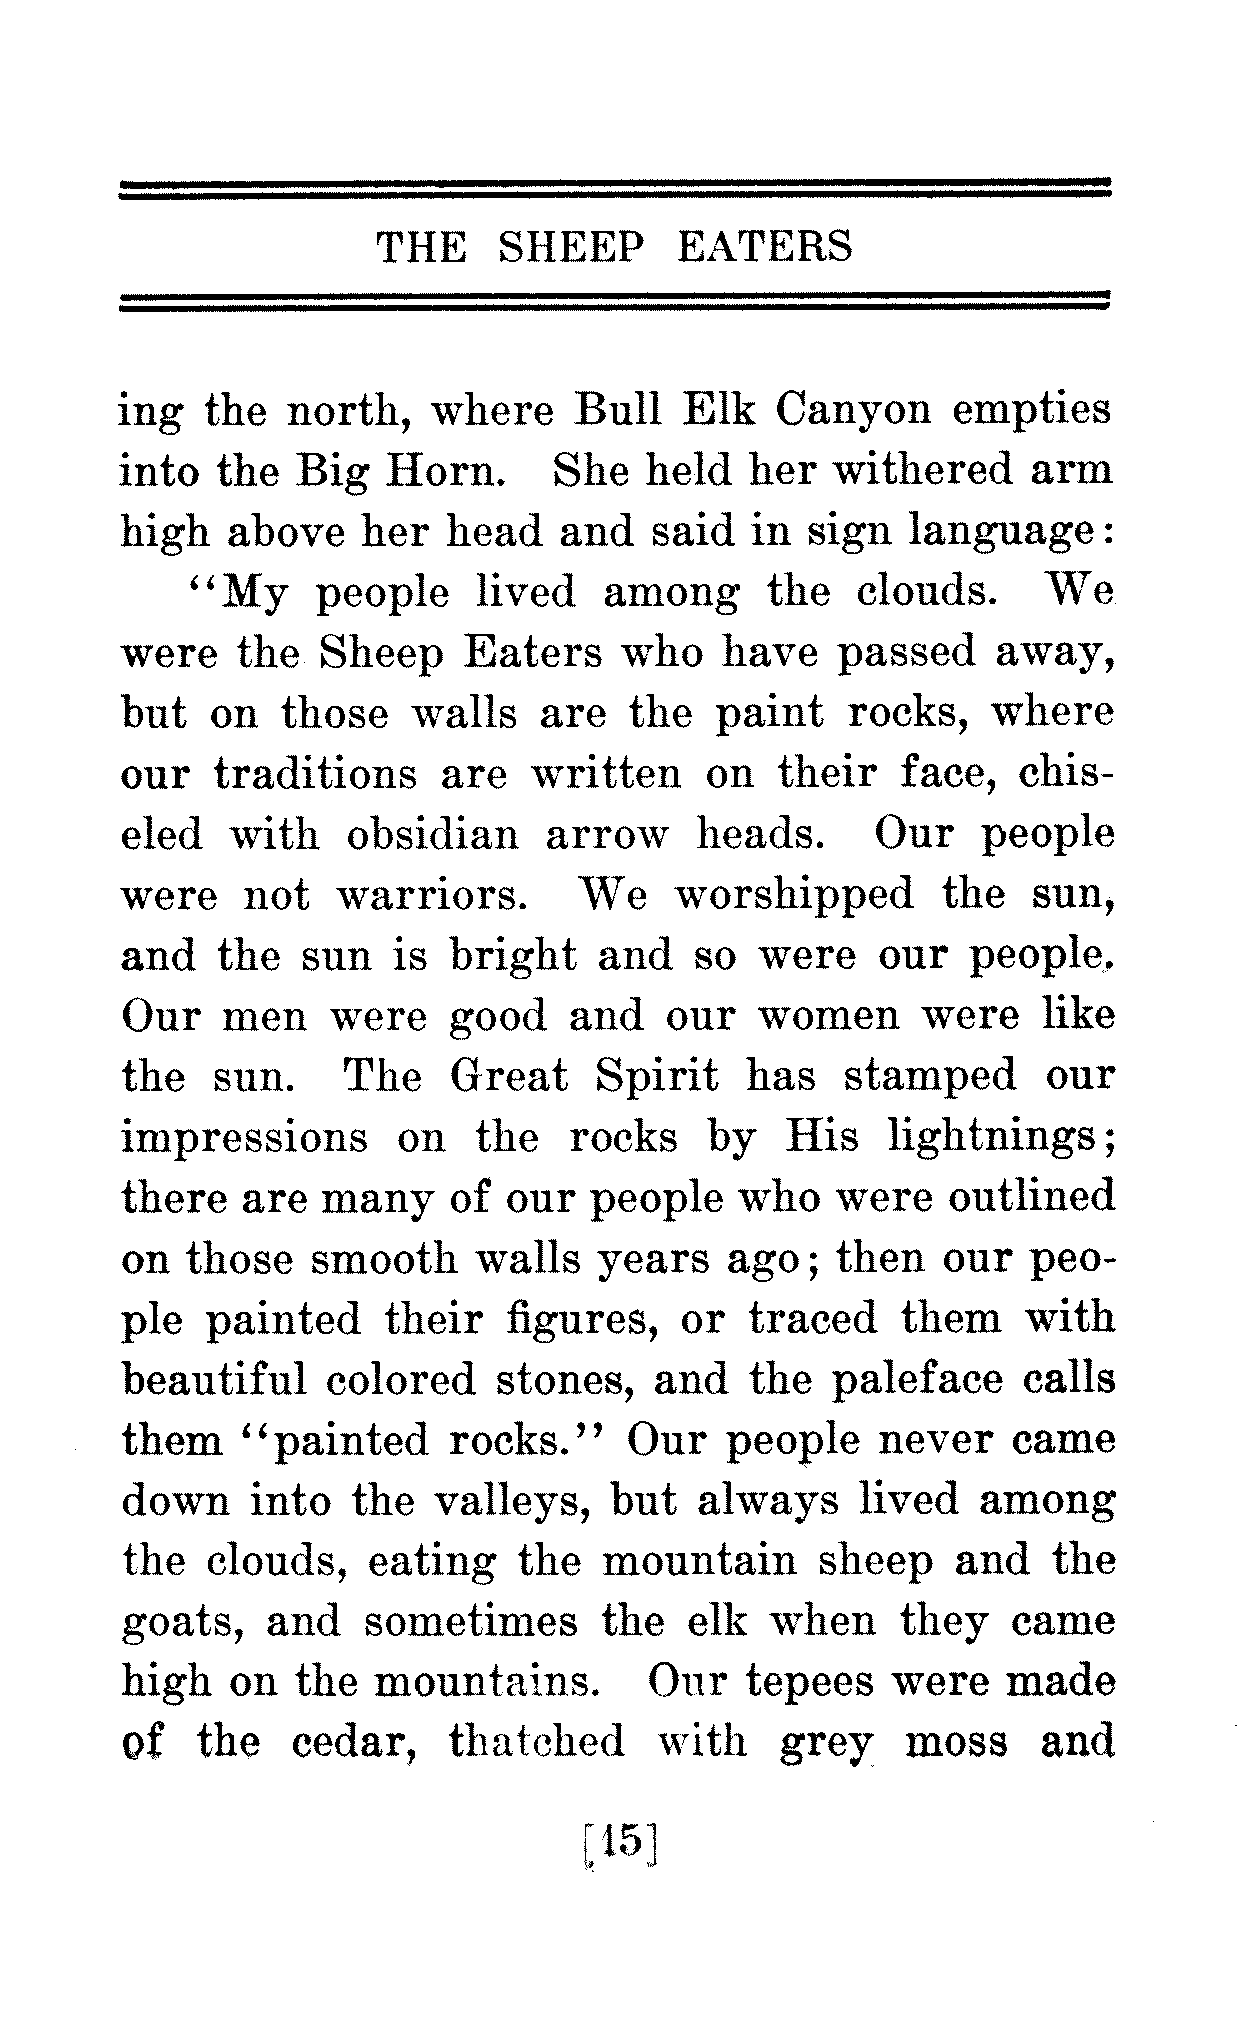 THE SHEEP EATERS
ing the north, where Bull Elk Canyon empties
into the Big Horn. She held her withered arm
high above her head and said in sign language:
"My people lived among the clouds. We
were the Sheep Eaters who have passed away,
but on those walls are the paint rocks, where
our traditions are written on their face, chis-
eled with obsidian arrow heads. Our people
were not warriors. We worshipped the sun,
and the sun is bright and so were our people.
Our men were good and our women were like
the sun. The Great Spirit has stamped our
impressions on the rocks by His lightnings;
there are many of our people who were outlined
on those smooth walls years ago; then our peo-
ple painted their figures, or traced them with
beautiful colored stones, and the paleface calls
them "painted rocks." Our people never came
down into the valleys, but always lived among
the clouds, eating the mountain sheep and the
goats, and sometimes the elk when they came
high on the mountains. Our tepees were made
of the cedar, thatched with grey moss and
[15]